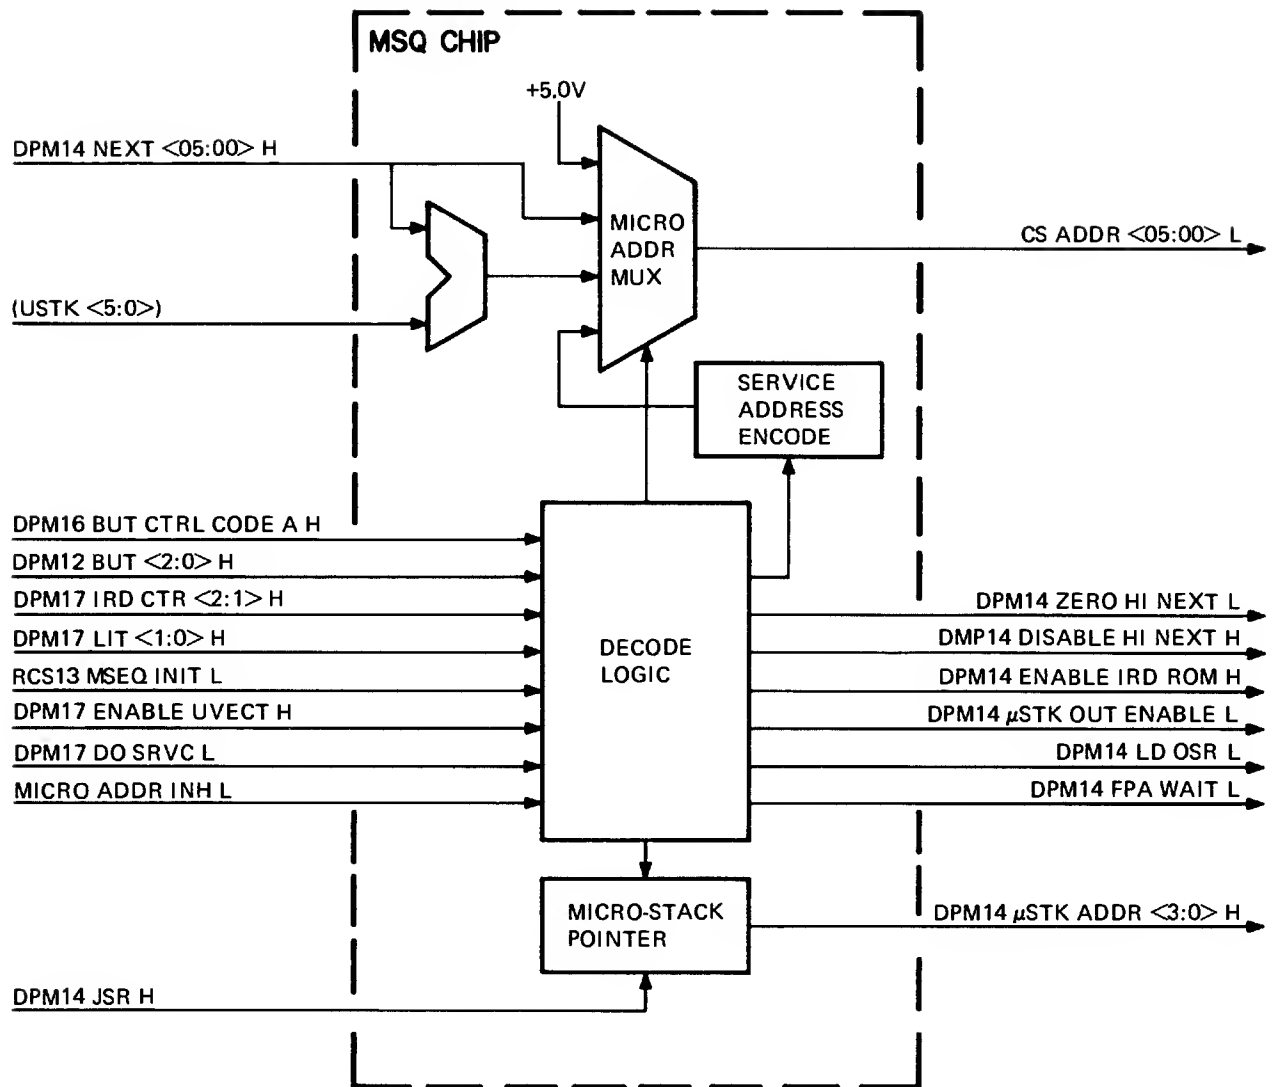 MSQ CHIP
+5.0V
DPM14 NEXT <05:00> H
MICRO
ADDR
MUX
CS ADDR <05:00> L
(USTK <5:0>)
SERVICE
ADDRESS
ENCODE
DPM16 BUT CTRL CODE A H
DPM12 BUT <2:0> H
DPM17 IRD CTR <2:1> H
DPM17 LIT <1:0> H
RCS13 MSEQ INIT L
DPM17 ENABLE UVECT H
DPM17 DO SRVC L
MICRO ADDR INH L
DECODE
LOGIC
DPM14 ZERO HI NEXT L
DMP14 DISABLE HI NEXT H
DPM14 ENABLE IRD ROM H
DPM14 μSTK OUT ENABLE L
DPM14 LD OSR L
DPM14 FPA WAIT L
MICRO-STACK
POINTER
DPM14 μSTK ADDR <3:0> H
DPM14 JSR H